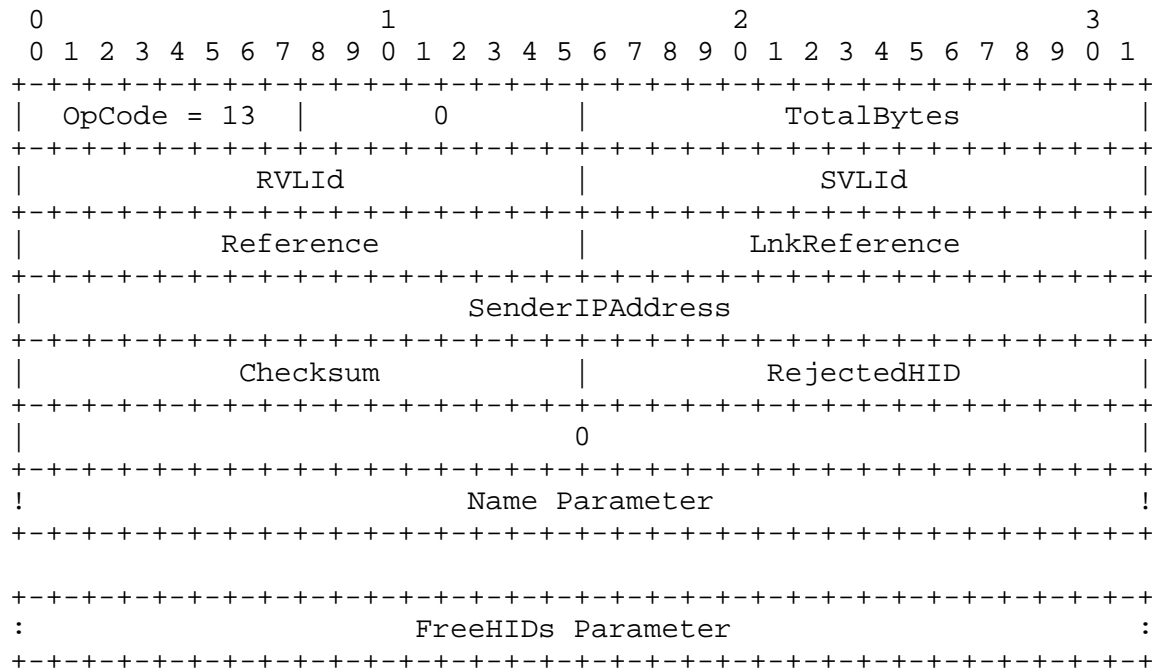 0                   1                   2                   3
 0 1 2 3 4 5 6 7 8 9 0 1 2 3 4 5 6 7 8 9 0 1 2 3 4 5 6 7 8 9 0 1
+-+-+-+-+-+-+-+-+-+-+-+-+-+-+-+-+-+-+-+-+-+-+-+-+-+-+-+-+-+-+-+-+
|  OpCode = 13  |       0       |           TotalBytes          |
+-+-+-+-+-+-+-+-+-+-+-+-+-+-+-+-+-+-+-+-+-+-+-+-+-+-+-+-+-+-+-+-+
|             RVLId             |             SVLId             |
+-+-+-+-+-+-+-+-+-+-+-+-+-+-+-+-+-+-+-+-+-+-+-+-+-+-+-+-+-+-+-+-+
|           Reference           |         LnkReference          |
+-+-+-+-+-+-+-+-+-+-+-+-+-+-+-+-+-+-+-+-+-+-+-+-+-+-+-+-+-+-+-+-+
|                         SenderIPAddress                       |
+-+-+-+-+-+-+-+-+-+-+-+-+-+-+-+-+-+-+-+-+-+-+-+-+-+-+-+-+-+-+-+-+
|            Checksum           |          RejectedHID          |
+-+-+-+-+-+-+-+-+-+-+-+-+-+-+-+-+-+-+-+-+-+-+-+-+-+-+-+-+-+-+-+-+
|                               0                               |
+-+-+-+-+-+-+-+-+-+-+-+-+-+-+-+-+-+-+-+-+-+-+-+-+-+-+-+-+-+-+-+-+
!                         Name Parameter                        !
+-+-+-+-+-+-+-+-+-+-+-+-+-+-+-+-+-+-+-+-+-+-+-+-+-+-+-+-+-+-+-+-+

+-+-+-+-+-+-+-+-+-+-+-+-+-+-+-+-+-+-+-+-+-+-+-+-+-+-+-+-+-+-+-+-+
:                      FreeHIDs Parameter                       :
+-+-+-+-+-+-+-+-+-+-+-+-+-+-+-+-+-+-+-+-+-+-+-+-+-+-+-+-+-+-+-+-+